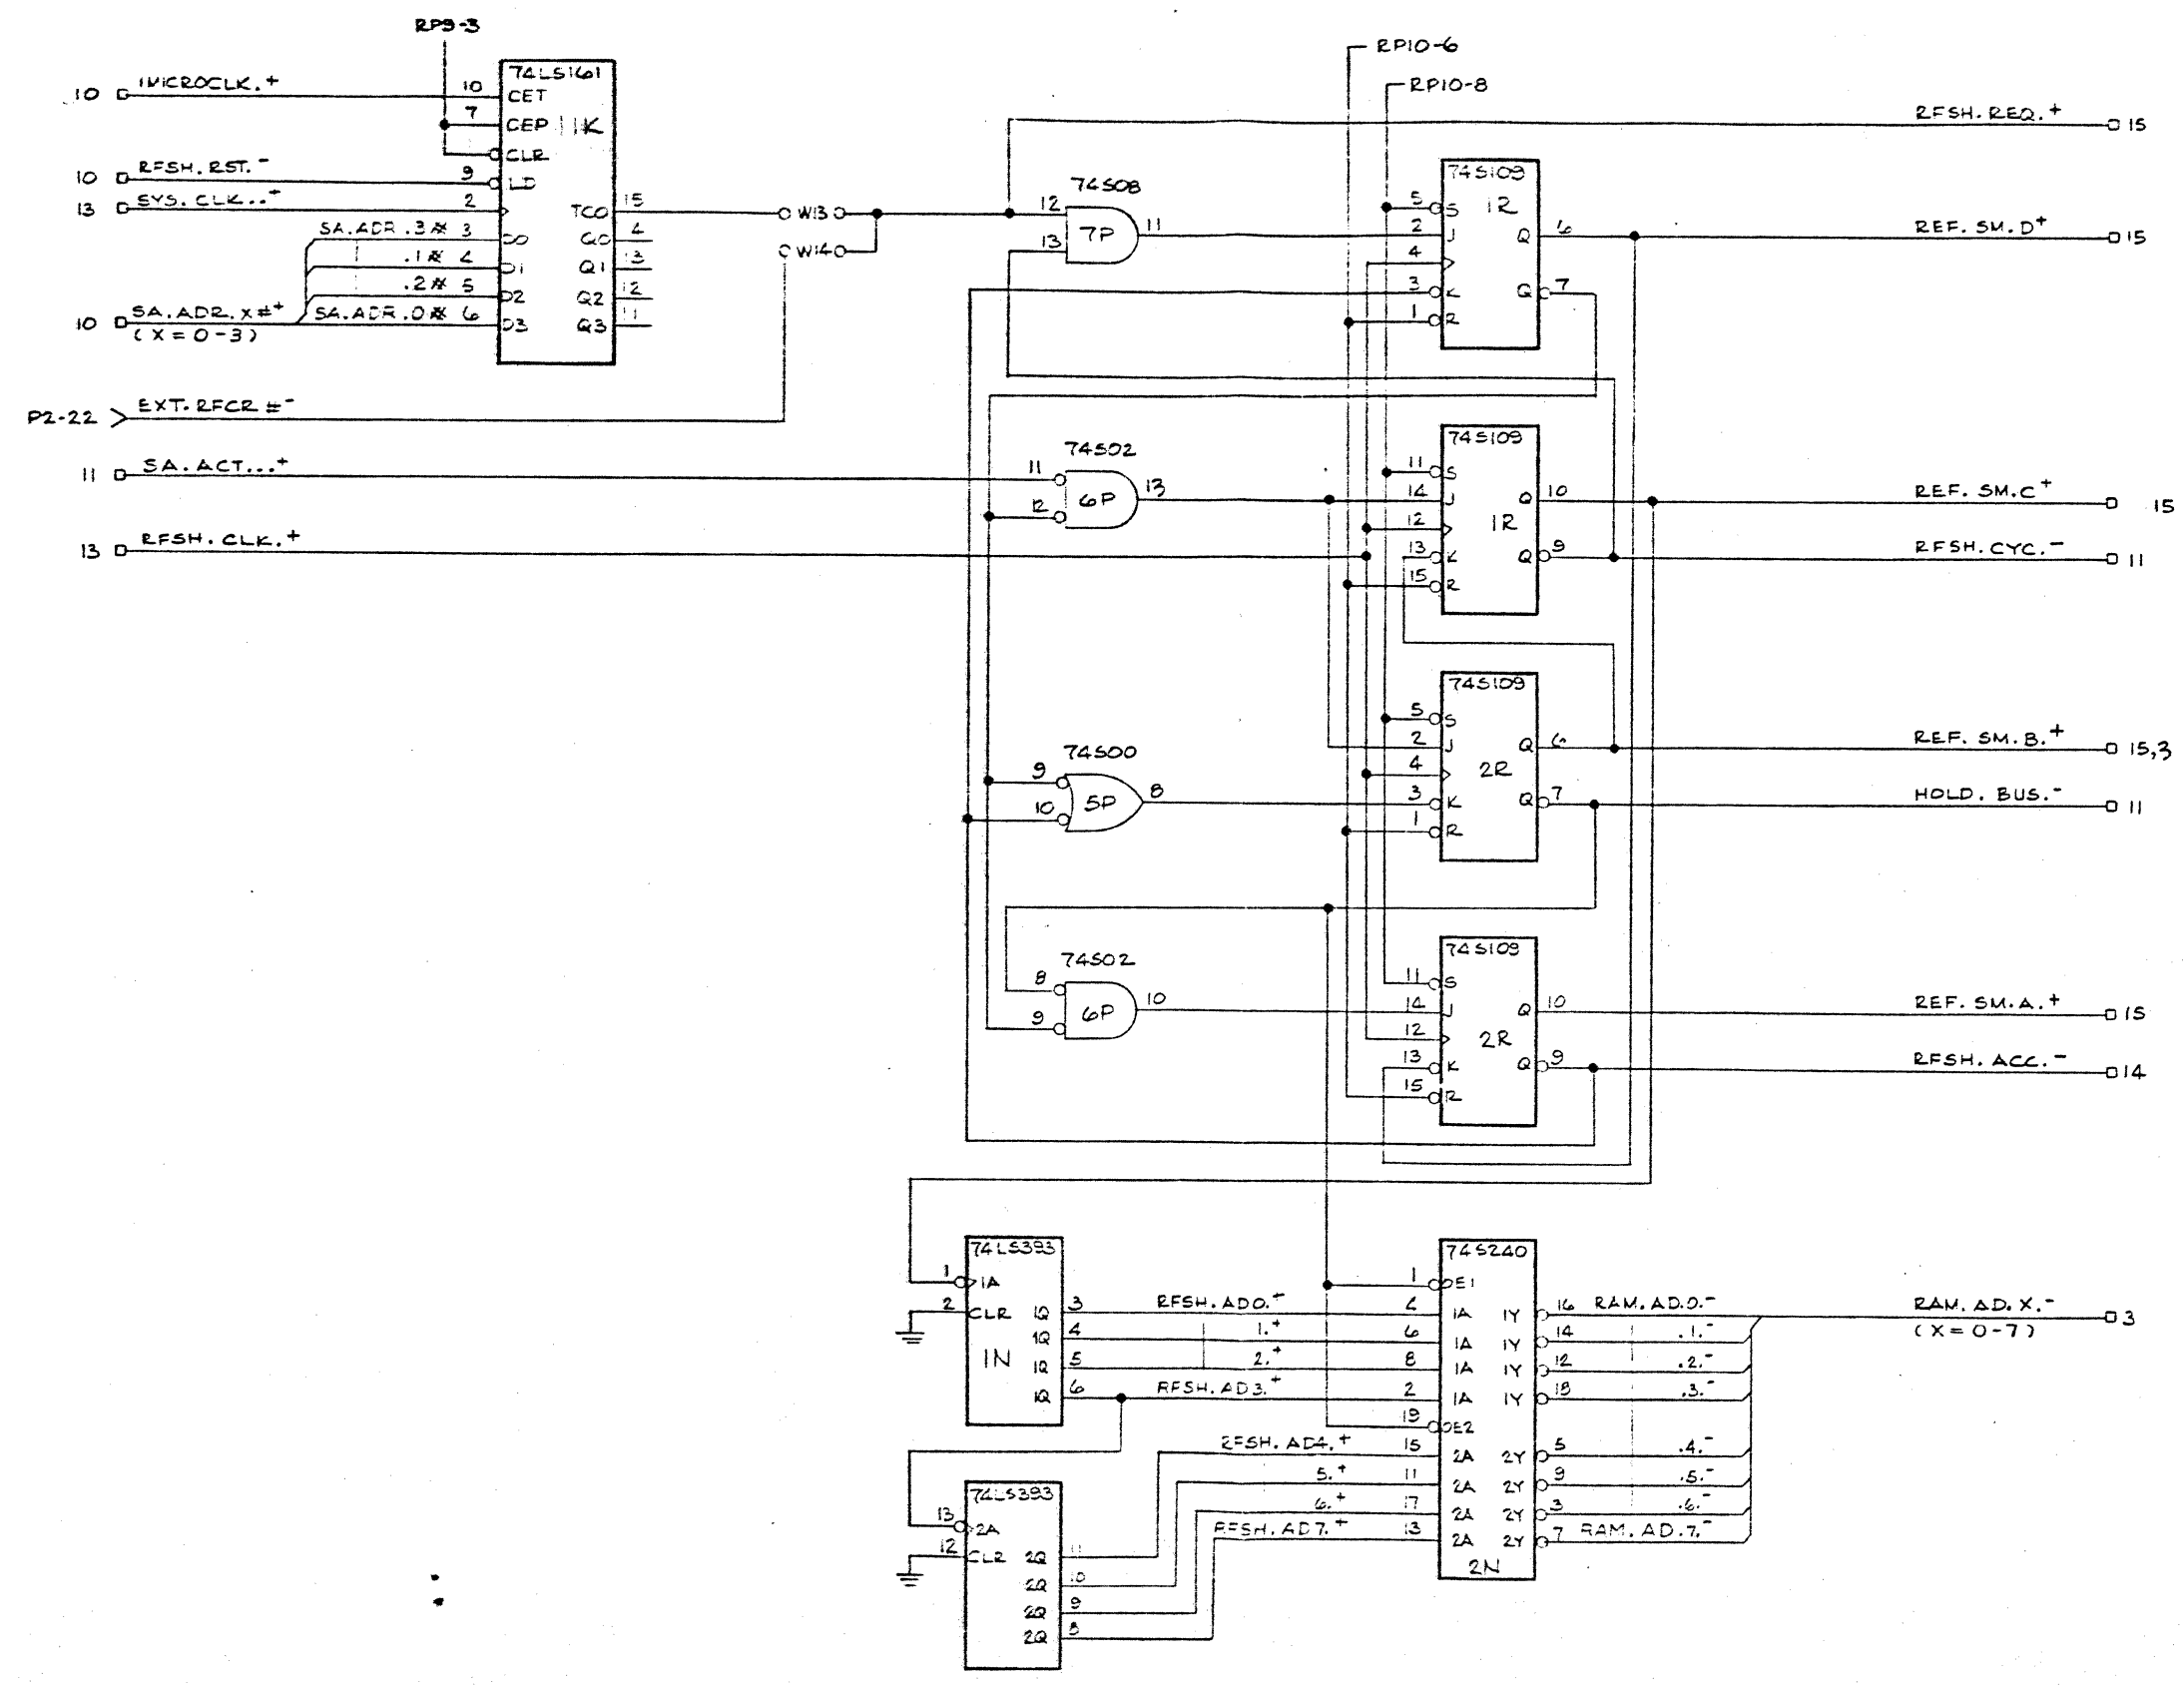 RP9-3
10 1MICROCLK.+
10 RFSH.RST.-
13 SYS.CLK..+
SA.ADR.3*
.1*
.2*
SA.ADR.0*
10 SA.ADR.X#+
(X=0-3)
P2-22 EXT.RFCR#-
11 SA.ACT...+
13 RFSH.CLK.+
74LS161
11K
10 CET
7 CEP
CLR
9 LD
2
3 D0
4 D1
5 D2
6 D3
TCO 15
Q0 4
Q1 13
Q2 12
Q3 11
W13
W14
RP10-6
RP10-8
74S08
12
13
7P
11
74S109
1R
5 S
2 J
4
3 K
1 R
Q 6
Q 7
RFSH.REQ.+ 15
REF.SM.D+ 15
74S02
11
12
6P
13
74S109
1R
11 S
14 J
12
13 K
15 R
Q 10
Q 9
REF.SM.C+ 15
RFSH.CYC.- 11
74S00
9
10
5P
8
74S109
2R
5 S
2 J
4
3 K
1 R
Q 6
Q 7
REF.SM.B.+ 15,3
HOLD.BUS.- 11
74S02
8
9
6P
10
74S109
2R
11 S
14 J
12
13 K
15 R
Q 10
Q 9
REF.SM.A.+ 15
RFSH.ACC.- 14
74LS393
1N
1 1A
2 CLR
1Q 3
1Q 4
1Q 5
1Q 6
RFSH.AD0.+
1.+
2.+
RFSH.AD3.+
RFSH.AD4.+
5.+
6.+
RFSH.AD7.+
74LS393
13 2A
12 CLR
2Q 11
2Q 10
2Q 9
2Q 8
74S240
1 OE1
4 1A 1Y 16
6 1A 1Y 14
8 1A 1Y 12
2 1A 1Y 18
19 OE2
15 2A 2Y 5
11 2A 2Y 9
17 2A 2Y 3
13 2A 2Y 7
2N
RAM.AD.0.-
.1.-
.2.-
.3.-
.4.-
.5.-
.6.-
RAM.AD.7.-
RAM.AD.X.- 3
(X=0-7)